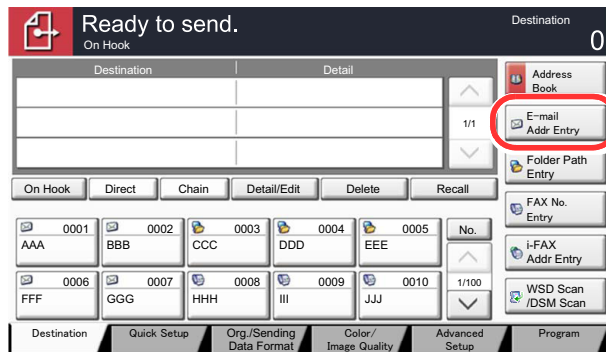 Ready to send.
On Hook
Destination
0
Destination Detail
1/1
Address
Book
E-mail
Addr Entry
Folder Path
Entry
FAX No.
Entry
i-FAX
Addr Entry
WSD Scan
/DSM Scan
On Hook Direct Chain Detail/Edit Delete Recall
0001 0002 0003 0004 0005 No.
AAA BBB CCC DDD EEE
0006 0007 0008 0009 0010 1/100
FFF GGG HHH III JJJ
Destination Quick Setup Org./Sending
Data Format Color/
Image Quality Advanced
Setup Program